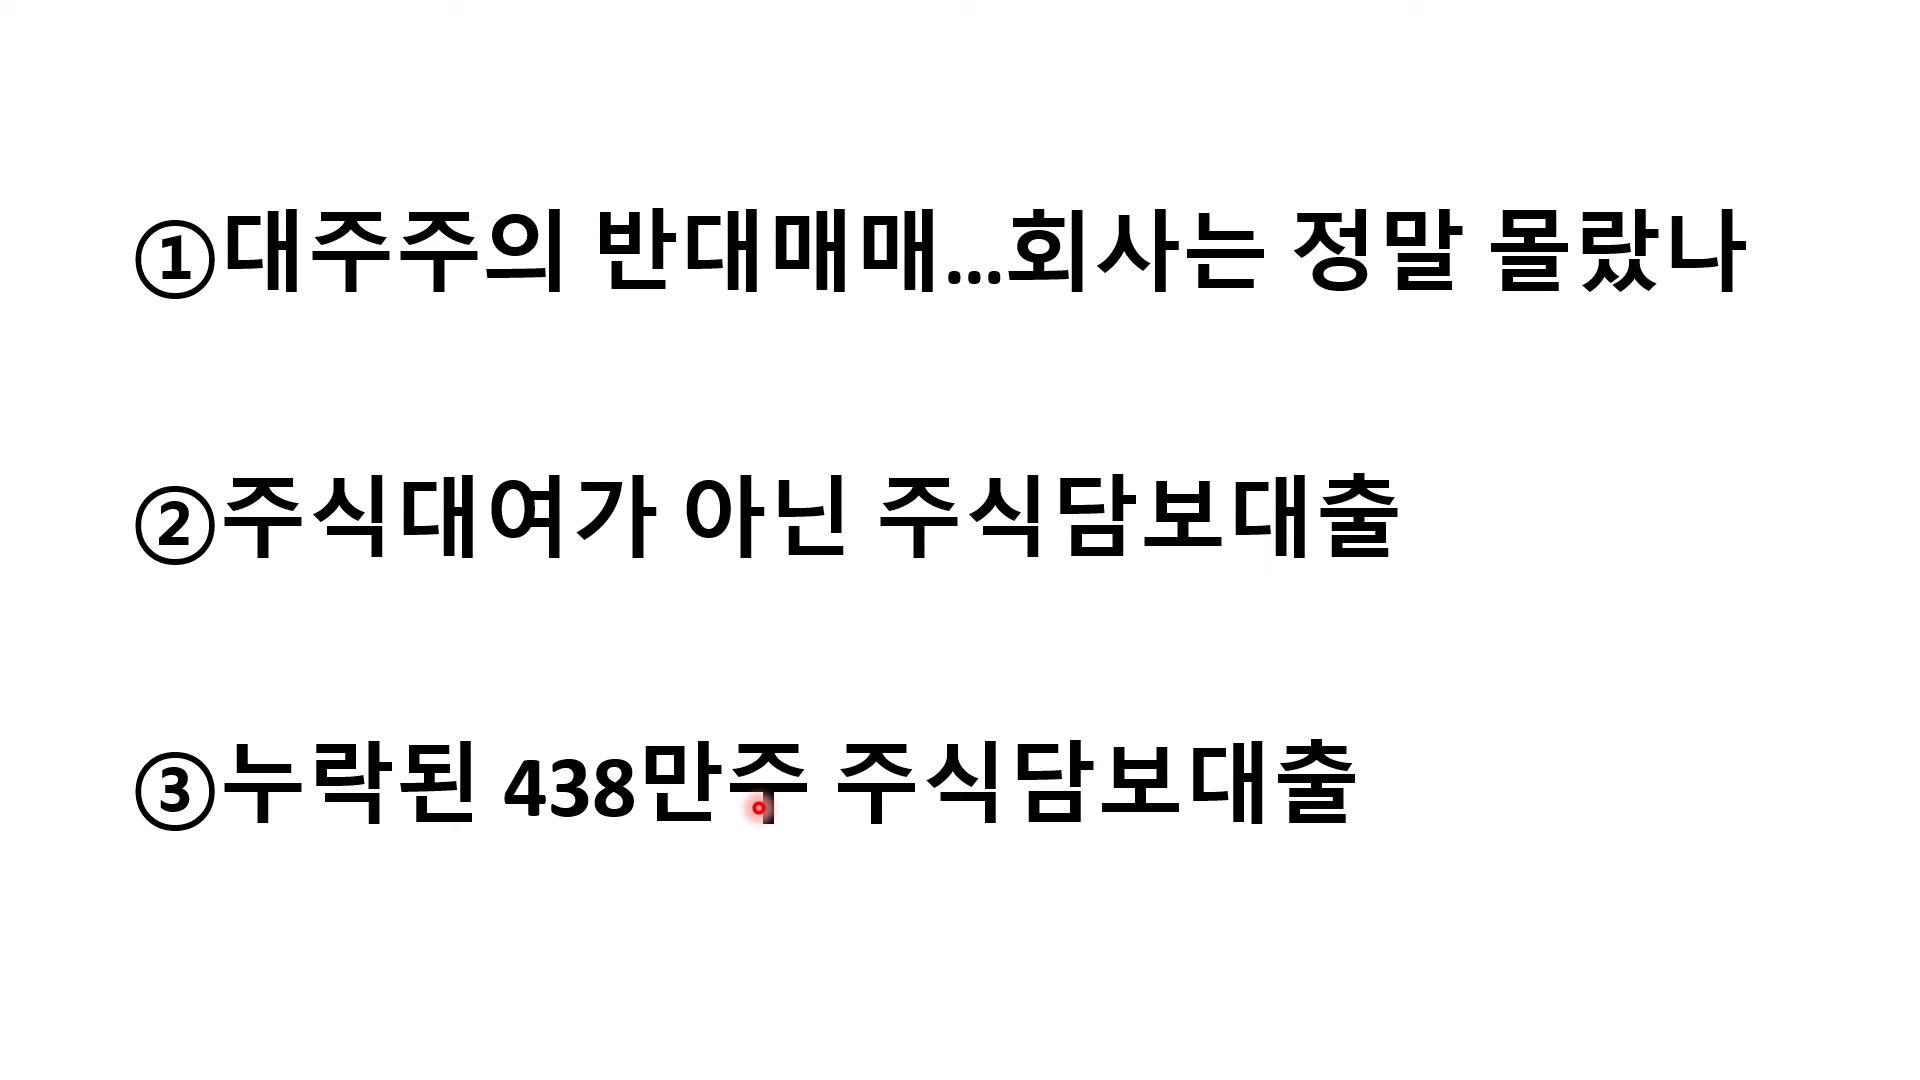 ①대주주의 반대매매...회사는 정말 몰랐나
②주식대여가 아닌 주식담보대출
③누락된 438만주 주식담보대출